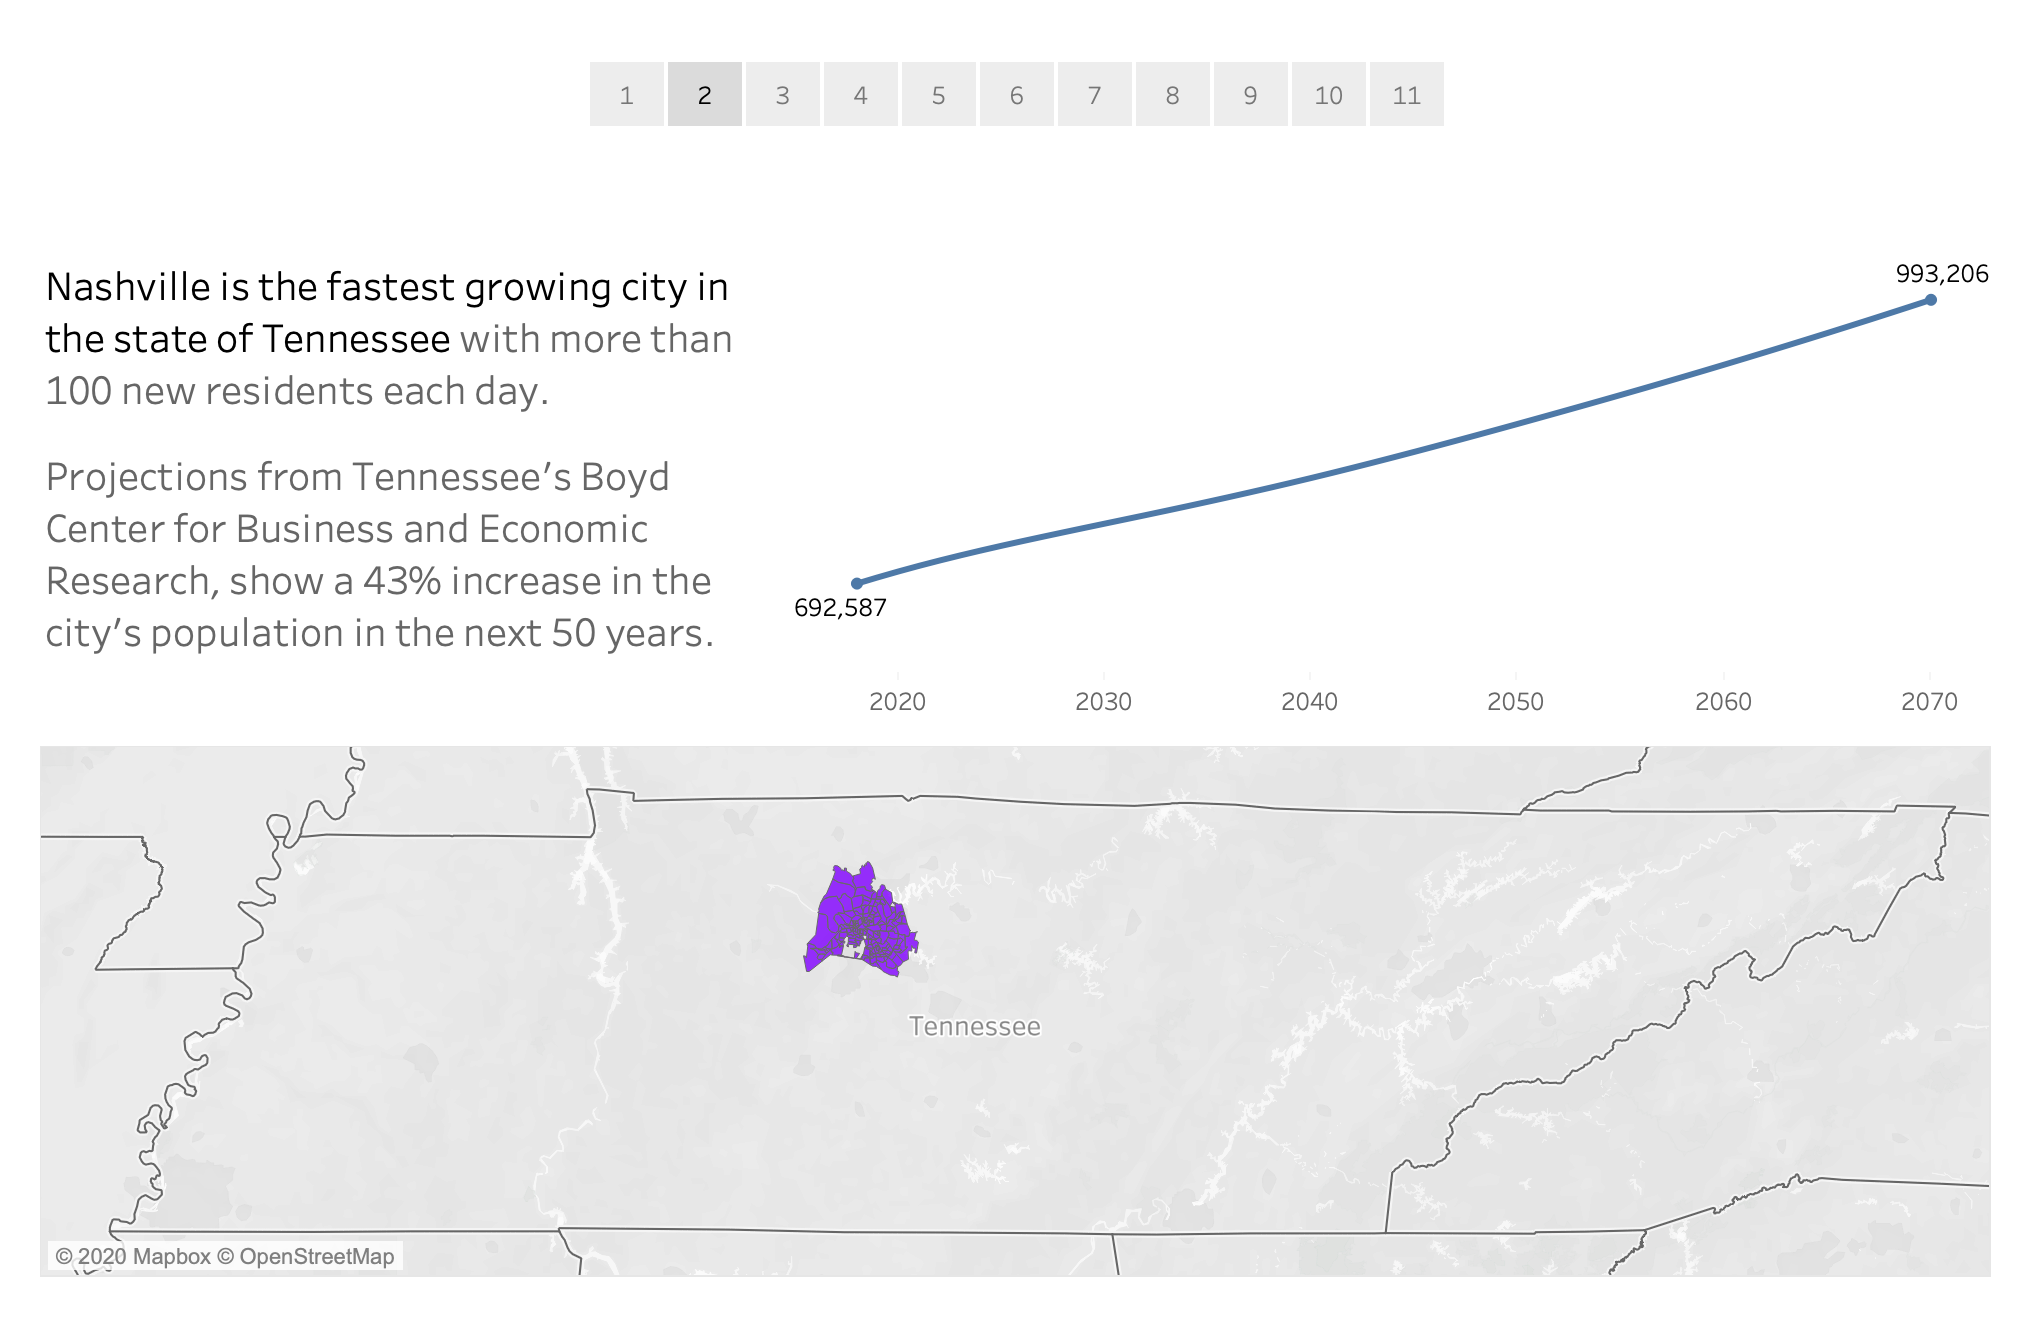 1 2 3 4 5 6 7 8 9 10 11
Nashville is the fastest growing city in
the state of Tennessee with more than
100 new residents each day.
Projections from Tennessee’s Boyd
Center for Business and Economic
Research, show a 43% increase in the
city’s population in the next 50 years.
993,206
692,587
2020 2030 2040 2050 2060 2070
Tennessee
© 2020 Mapbox © OpenStreetMap